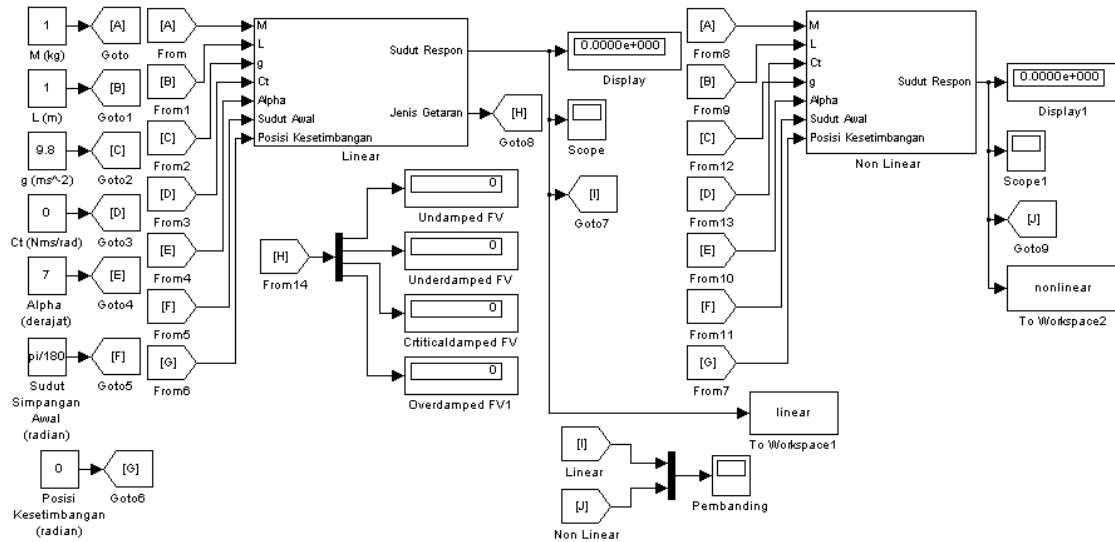 1
M (kg)
[A]
Goto
1
L (m)
[B]
Goto1
9.8
g (ms^-2)
[C]
Goto2
0
Ct (Nms/rad)
[D]
Goto3
7
Alpha
(derajat)
[E]
Goto4
pi/180
Sudut
Simpangan
Awal
(radian)
[F]
Goto5
0
Posisi
Kesetimbangan
(radian)
[G]
Goto6
[A]
From
[B]
From1
[C]
From2
[D]
From3
[E]
From4
[F]
From5
[G]
From6
M
L
g
Ct
Alpha
Sudut Awal
Posisi Kesetimbangan
Sudut Respon
Jenis Getaran
Linear
[H]
Goto8
0.0000e+000
Display
Scope
[I]
Goto7
[H]
From14
0
Undamped FV
0
Underdamped FV
0
Crtiticaldamped FV
0
Overdamped FV1
[A]
From8
[B]
From9
[C]
From12
[D]
From13
[E]
From10
[F]
From11
[G]
From7
M
L
Ct
g
Alpha
Sudut Awal
Posisi Kesetimbangan
Sudut Respon
Non Linear
0.0000e+000
Display1
Scope1
[J]
Goto9
nonlinear
To Workspace2
linear
To Workspace1
[I]
Linear
[J]
Non Linear
Pembanding